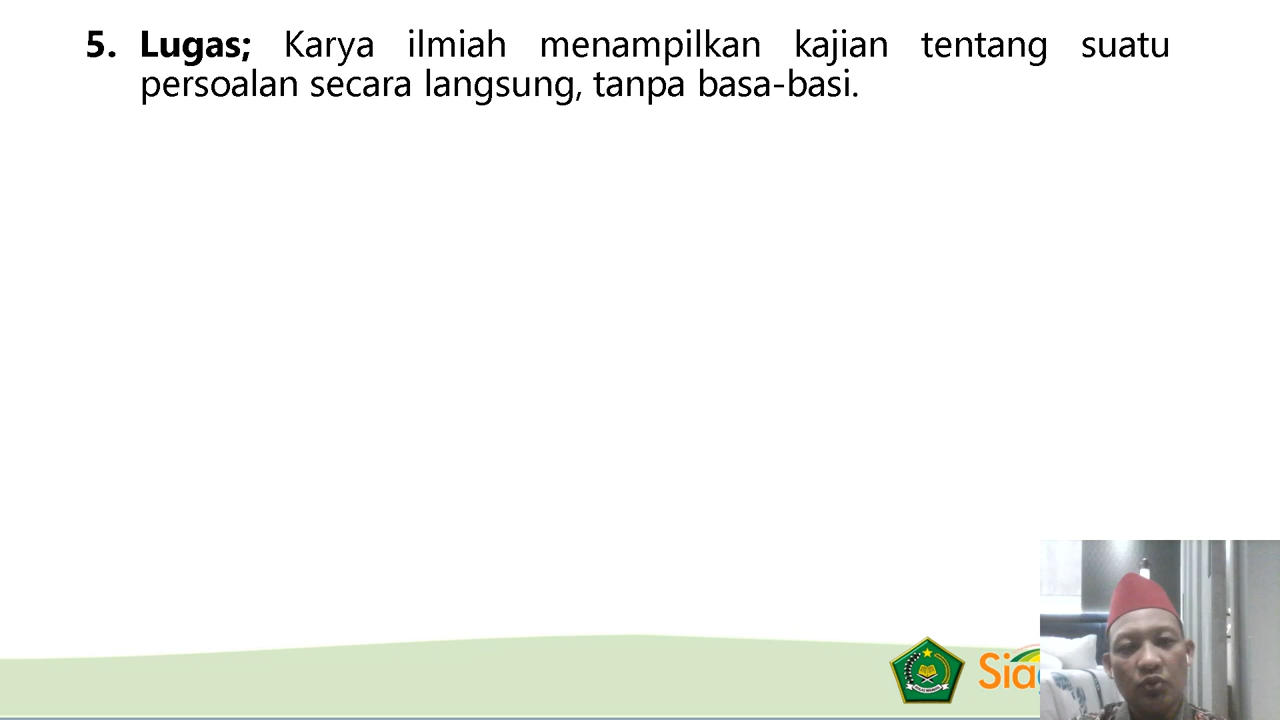 5. Lugas; Karya ilmiah menampilkan kajian tentang suatu
persoalan secara langsung, tanpa basa-basi.